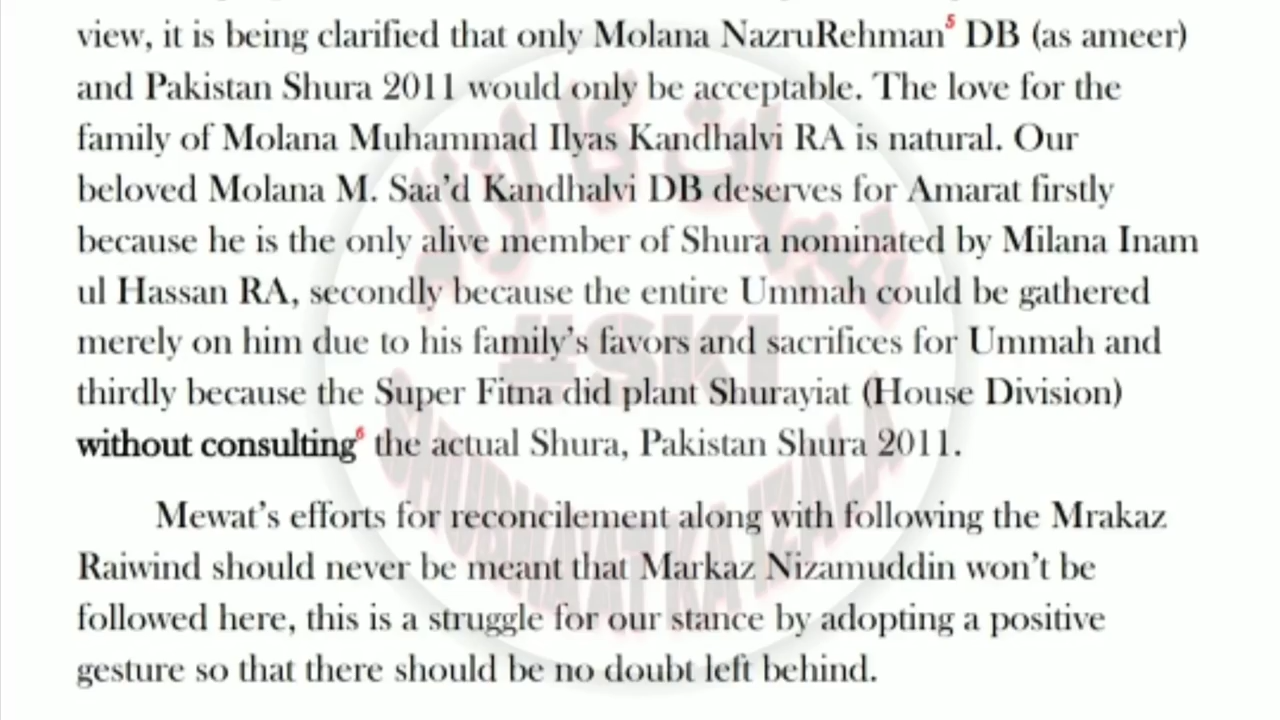 view, it is being clarified that only Molana NazruRehman⁵ DB (as ameer)
and Pakistan Shura 2011 would only be acceptable. The love for the
family of Molana Muhammad Ilyas Kandhalvi RA is natural. Our
beloved Molana M. Saa’d Kandhalvi DB deserves for Amarat firstly
because he is the only alive member of Shura nominated by Milana Inam
ul Hassan RA, secondly because the entire Ummah could be gathered
merely on him due to his family’s favors and sacrifices for Ummah and
thirdly because the Super Fitna did plant Shurayiat (House Division)
without consulting⁶ the actual Shura, Pakistan Shura 2011.
Mewat’s efforts for reconcilement along with following the Mrakaz
Raiwind should never be meant that Markaz Nizamuddin won’t be
followed here, this is a struggle for our stance by adopting a positive
gesture so that there should be no doubt left behind.
شبہات کا ازالہ
#SKI
SHUBHAAT KA IZALA